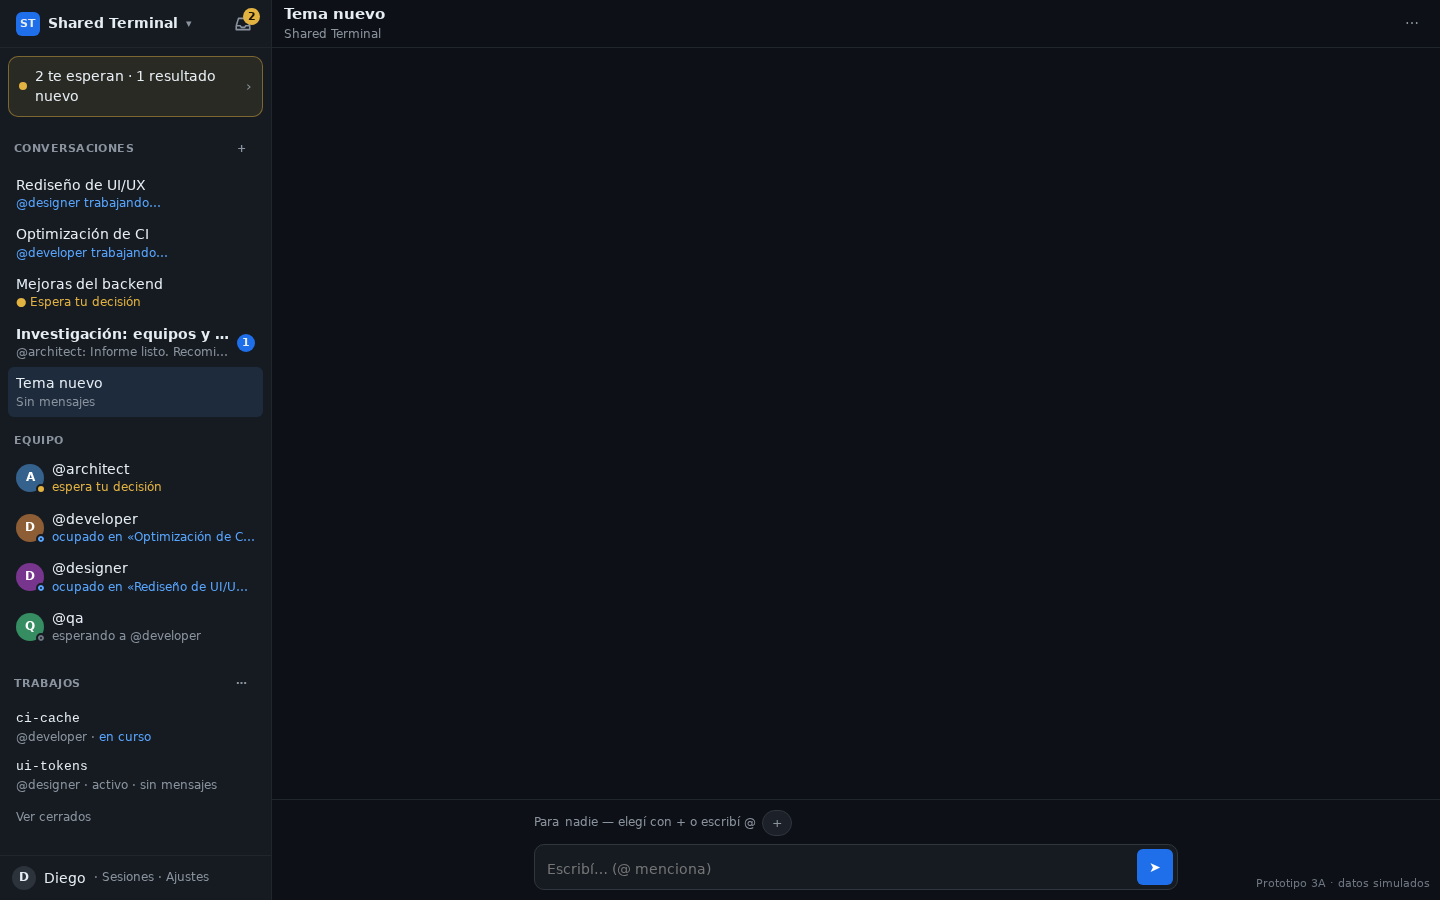 ST Shared Terminal ▾ 2
2 te esperan · 1 resultado
nuevo ›
CONVERSACIONES +
Rediseño de UI/UX
@designer trabajando…
Optimización de CI
@developer trabajando…
Mejoras del backend
● Espera tu decisión
Investigación: equipos y …
@architect: Informe listo. Recomi… 1
Tema nuevo
Sin mensajes
EQUIPO
A @architect
espera tu decisión
D @developer
ocupado en «Optimización de C…
D @designer
ocupado en «Rediseño de UI/U…
Q @qa
esperando a @developer
TRABAJOS ⋯
ci-cache
@developer · en curso
ui-tokens
@designer · activo · sin mensajes
Ver cerrados
D Diego · Sesiones · Ajustes
Tema nuevo
Shared Terminal ⋯
Para nadie — elegí con + o escribí @ +
Escribí… (@ menciona) ➤
Prototipo 3A · datos simulados